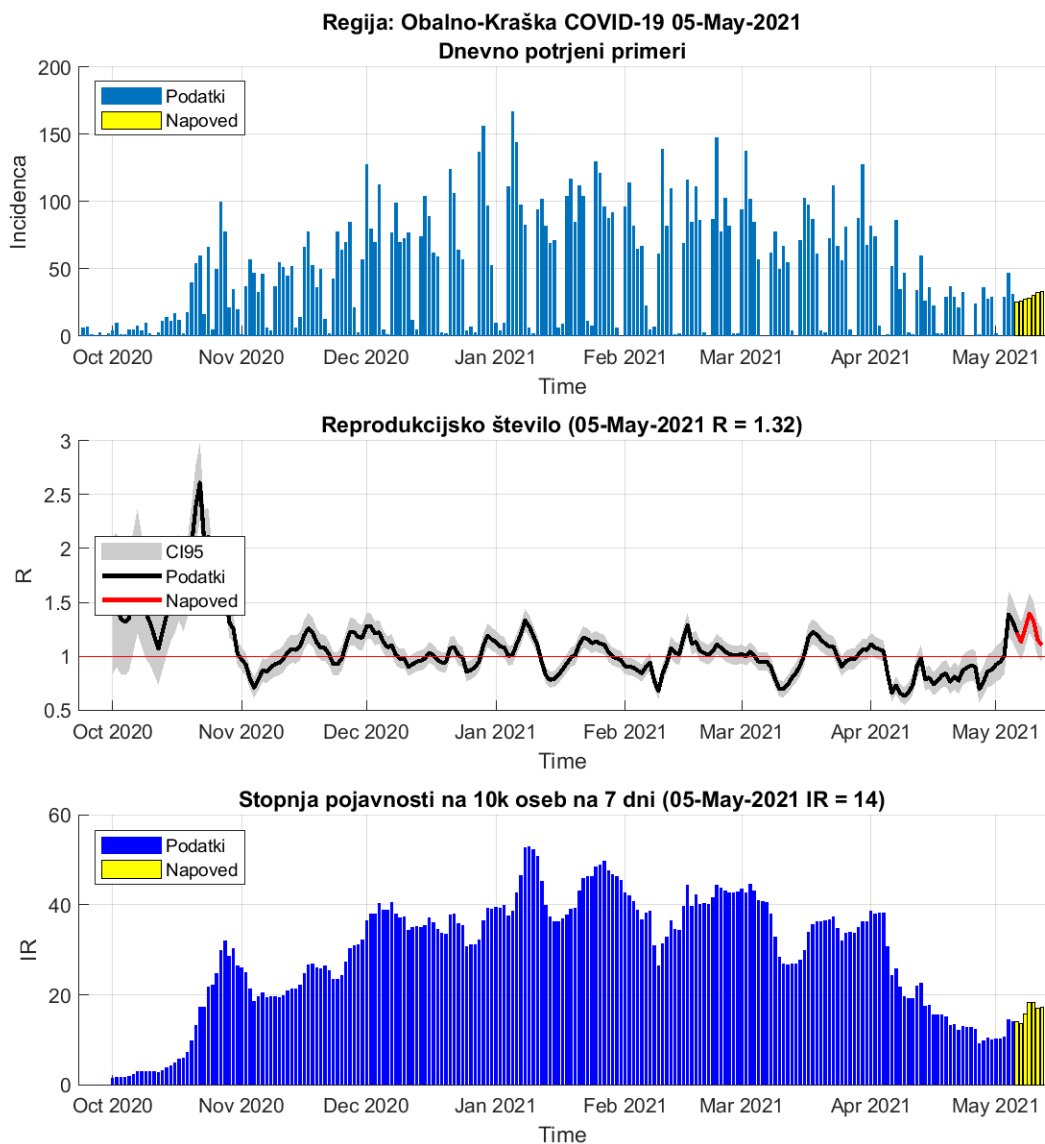 Regija: Obalno-Kraška COVID-19 05-May-2021
Dnevno potrjeni primeri
200
150
100
50
0
Incidenca
Podatki
Napoved
Oct 2020 Nov 2020 Dec 2020 Jan 2021 Feb 2021 Mar 2021 Apr 2021 May 2021
Time
Reprodukcijsko število (05-May-2021 R = 1.32)
3
2.5
2
1.5
1
0.5
R
CI95
Podatki
Napoved
Oct 2020 Nov 2020 Dec 2020 Jan 2021 Feb 2021 Mar 2021 Apr 2021 May 2021
Time
Stopnja pojavnosti na 10k oseb na 7 dni (05-May-2021 IR = 14)
60
40
20
0
IR
Podatki
Napoved
Oct 2020 Nov 2020 Dec 2020 Jan 2021 Feb 2021 Mar 2021 Apr 2021 May 2021
Time